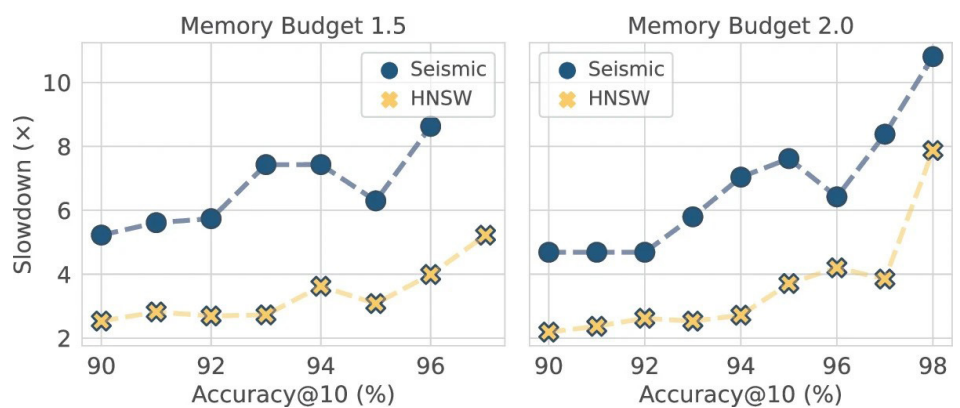 Memory Budget 1.5
Memory Budget 2.0
Slowdown (×)
10
8
6
4
2
Seismic
HNSW
Seismic
HNSW
90
92
94
96
90
92
94
96
98
Accuracy@10 (%)
Accuracy@10 (%)